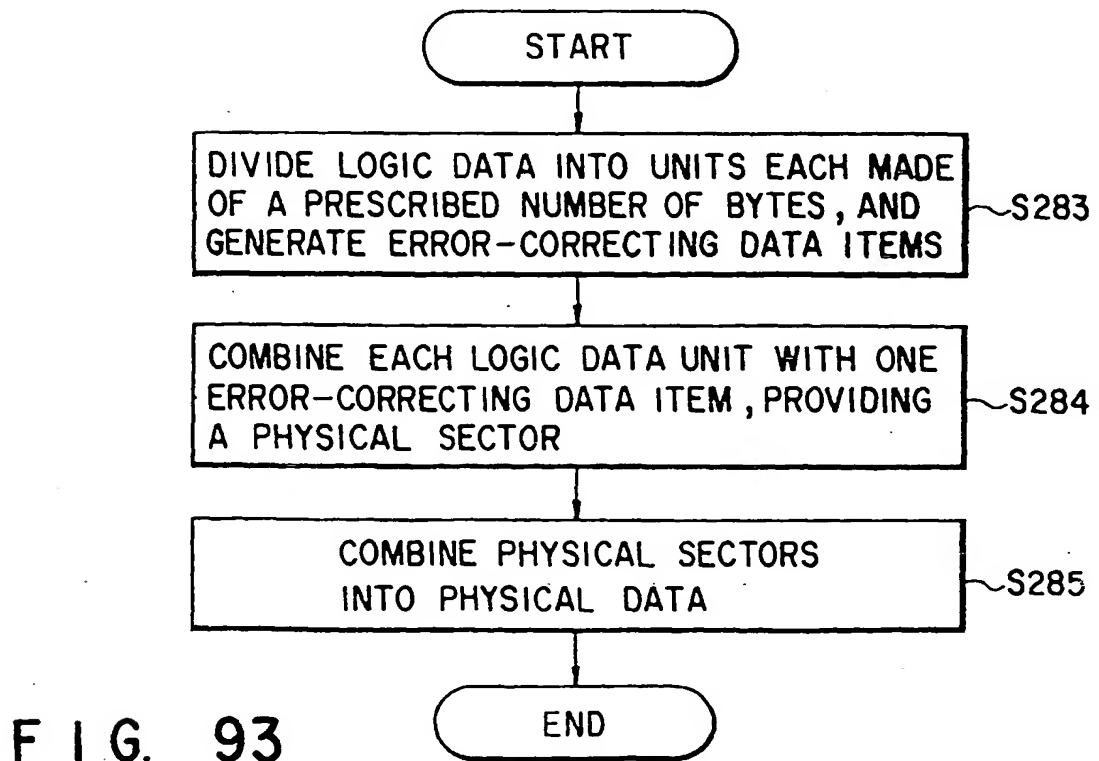 START
DIVIDE LOGIC DATA INTO UNITS EACH MADE
OF A PRESCRIBED NUMBER OF BYTES, AND
GENERATE ERROR-CORRECTING DATA ITEMS
S283
COMBINE EACH LOGIC DATA UNIT WITH ONE
ERROR-CORRECTING DATA ITEM, PROVIDING
A PHYSICAL SECTOR
S284
COMBINE PHYSICAL SECTORS
INTO PHYSICAL DATA
S285
END
FIG. 93